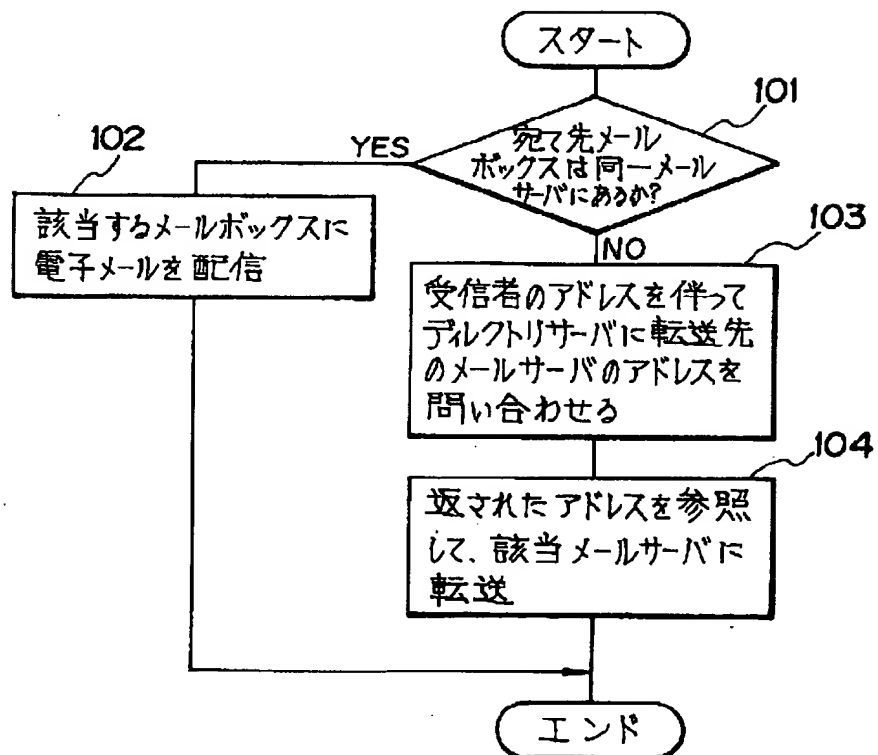 スタート
101
宛て先メール
ボックスは同一メール
サーバにあるか?
YES
102
該当するメールボックスに
電子メールを配信
NO
103
受信者のアドレスを伴って
ディレクトリサーバに転送先
のメールサーバのアドレスを
問い合わせる
104
返されたアドレスを参照
して、該当メールサーバに
転送
エンド